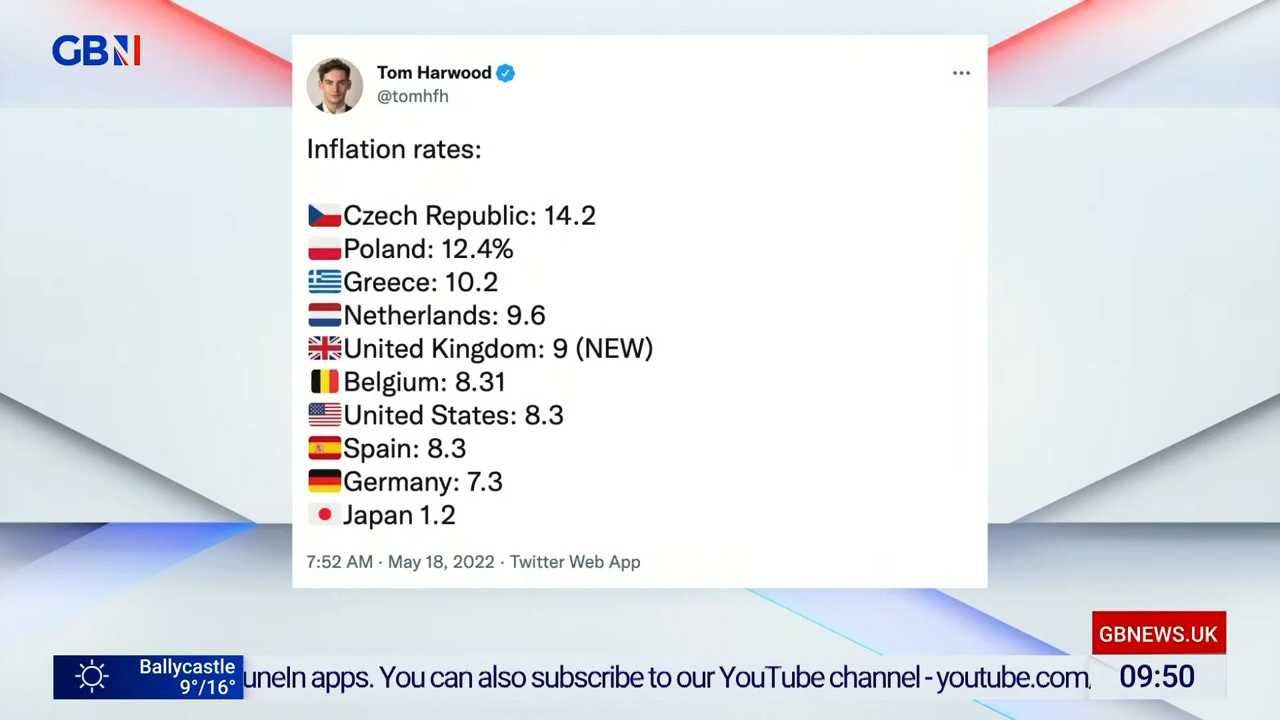 GBN
Tom Harwood
@tomhfh
Inflation rates:
Czech Republic: 14.2
Poland: 12.4%
Greece: 10.2
Netherlands: 9.6
United Kingdom: 9 (NEW)
Belgium: 8.31
United States: 8.3
Spain: 8.3
Germany: 7.3
Japan 1.2
7:52 AM · May 18, 2022 · Twitter Web App
GBNEWS.UK
Ballycastle
9°/16°
uneIn apps. You can also subscribe to our YouTube channel - youtube.com/
09:50